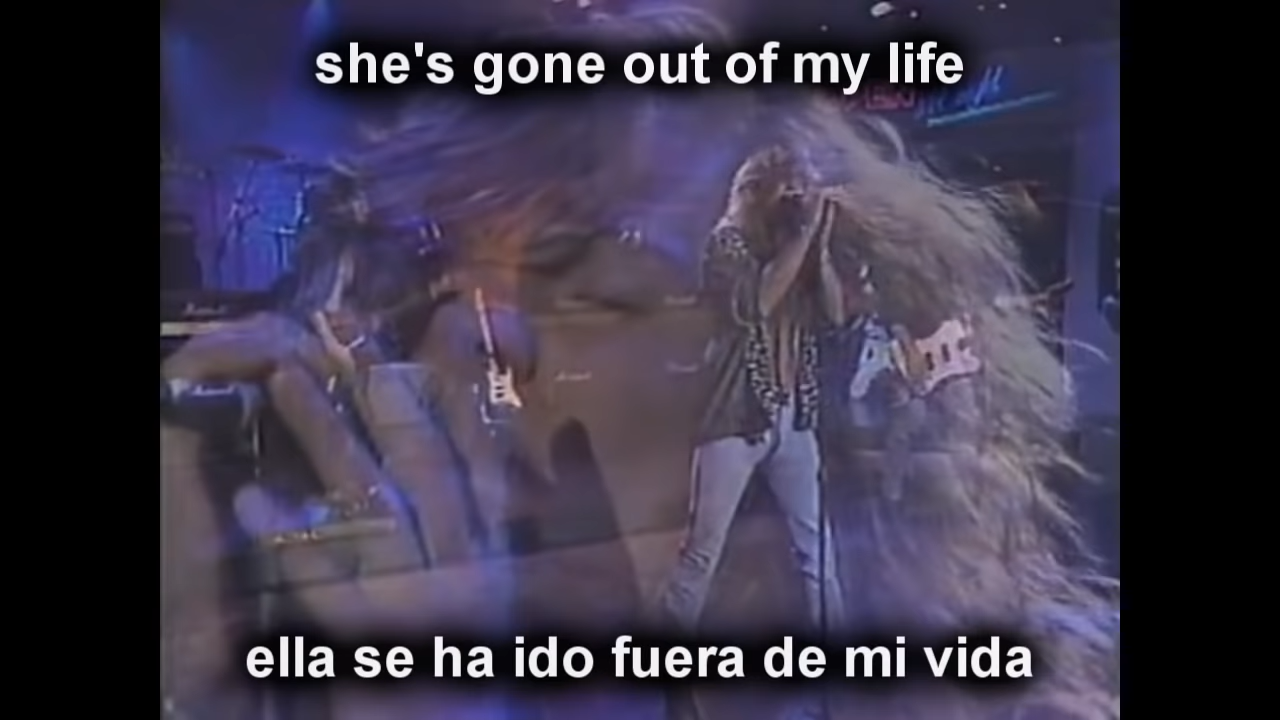 she's gone out of my life
ella se ha ido fuera de mi vida